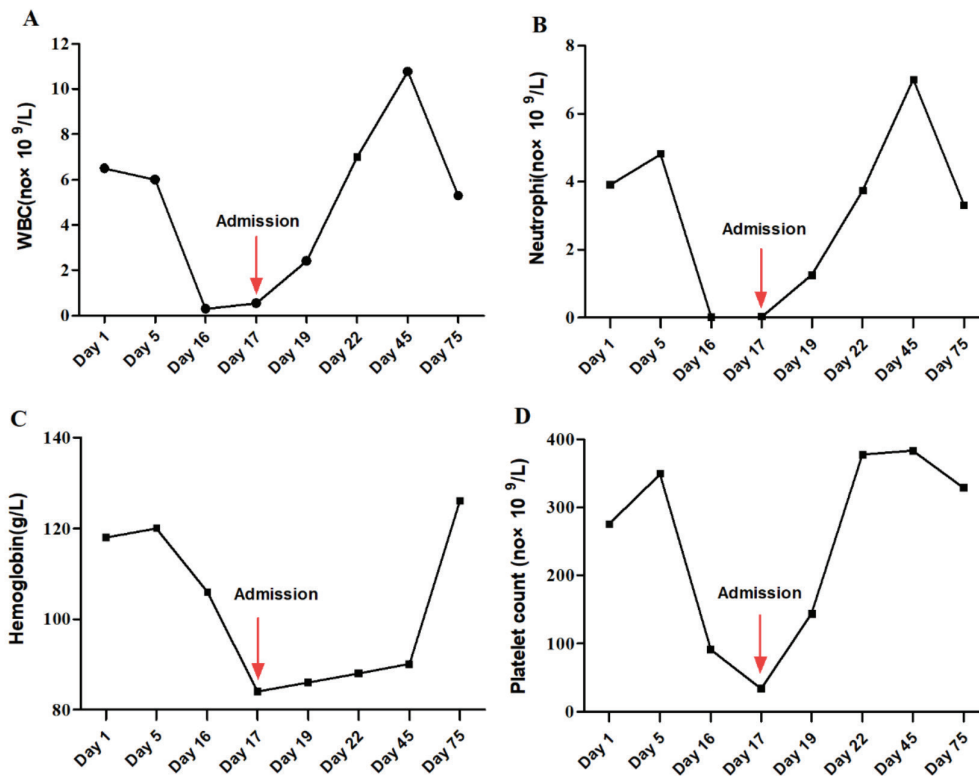 A
WBC(no× 10 9/L)
12
10
8
6
4
2
0
Admission
Day 1
Day 5
Day 16
Day 17
Day 19
Day 22
Day 45
Day 75
B
Neutrophi(no× 10 9/L)
8
6
4
2
0
Admission
Day 1
Day 5
Day 16
Day 17
Day 19
Day 22
Day 45
Day 75
C
Hemoglobin(g/L)
140
120
100
80
Admission
Day 1
Day 5
Day 16
Day 17
Day 19
Day 22
Day 45
Day 75
D
Platelet count (no× 10 9/L)
400
300
200
100
0
Admission
Day 1
Day 5
Day 16
Day 17
Day 19
Day 22
Day 45
Day 75